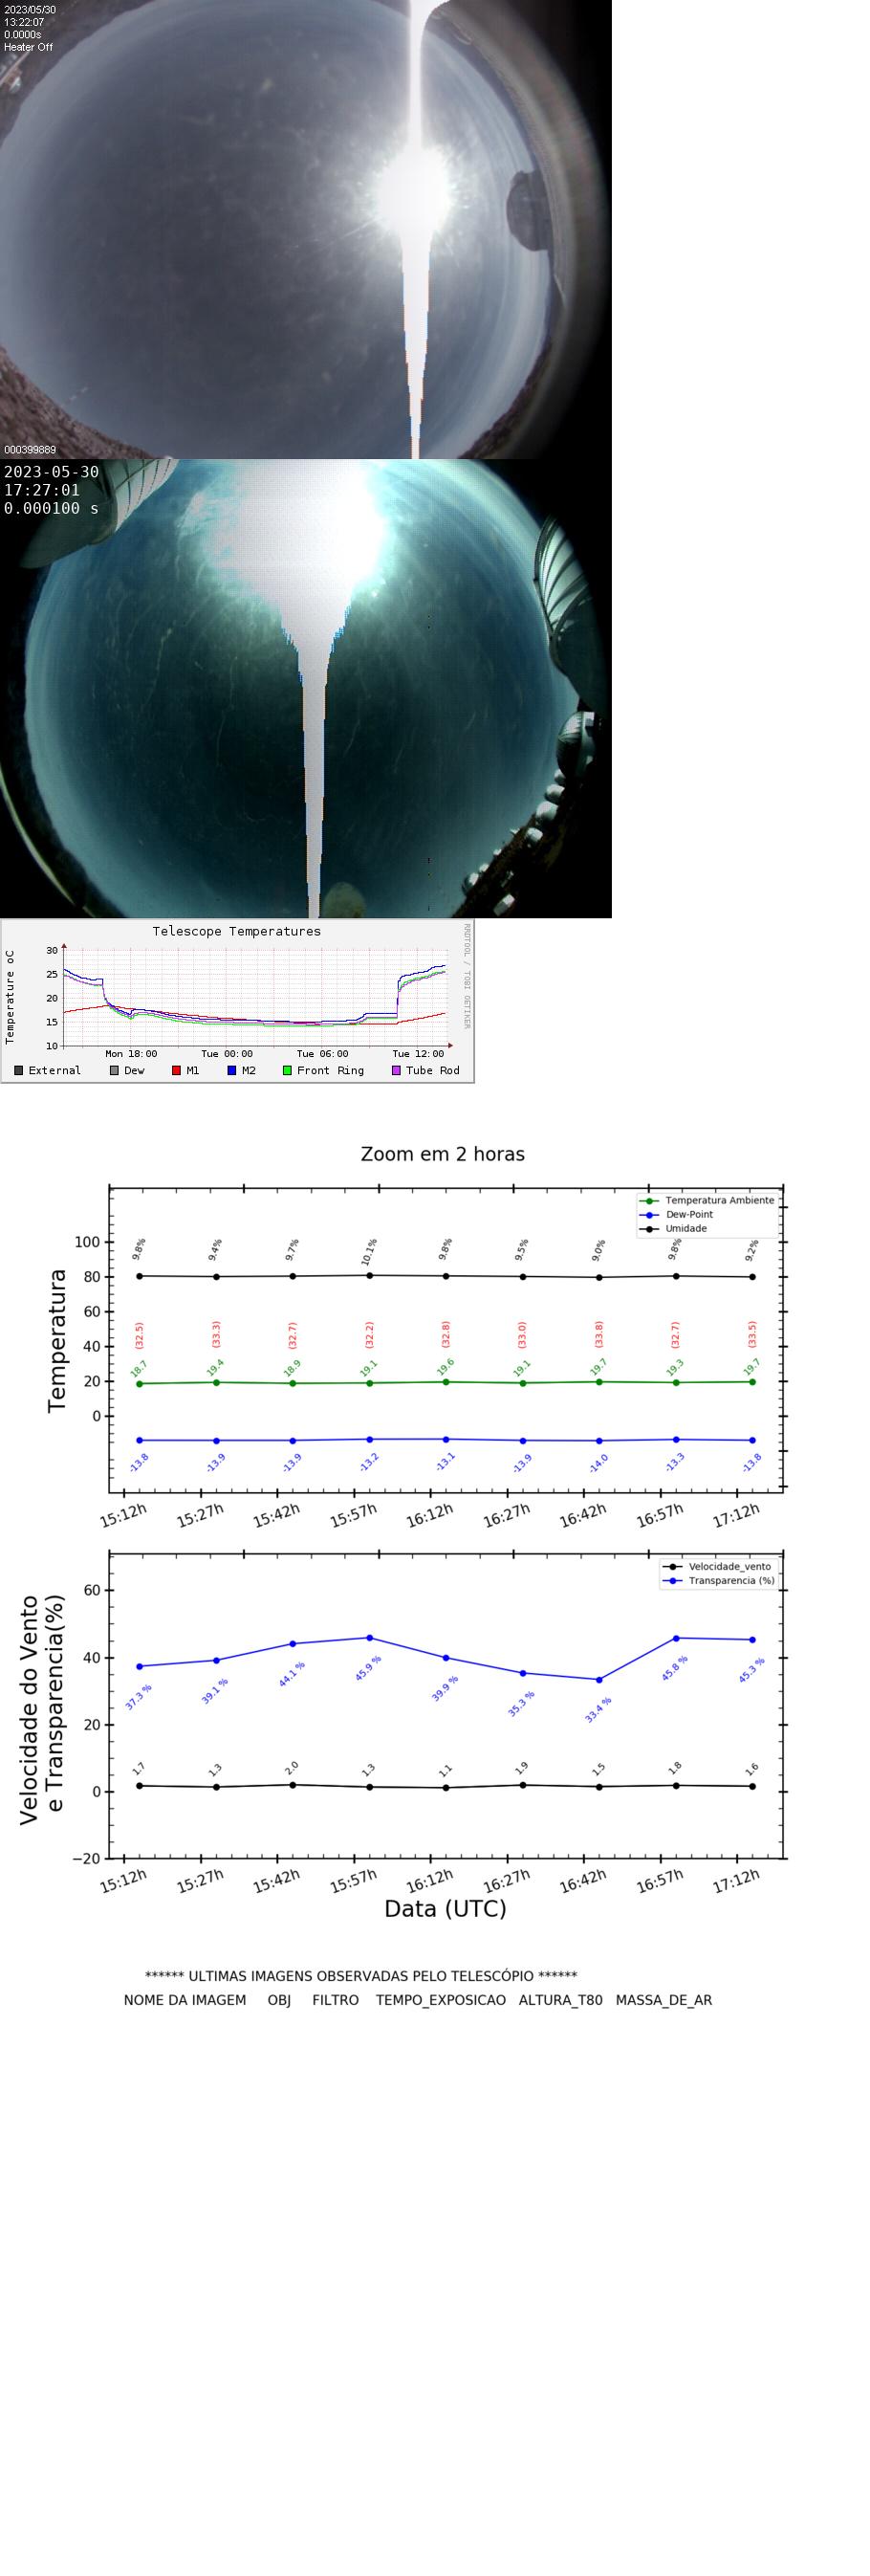 2023/05/30
13:22:07
0.0000s
Heater Off
000399889
2023-05-30
17:27:01
0.000100 s
Telescope Temperatures
RRDTOOL / TOBI OETIKER
Temperature oC
30
25
20
15
10
Mon 18:00 Tue 00:00 Tue 06:00 Tue 12:00
External Dew M1 M2 Front Ring Tube Rod
Zoom em 2 horas
Temperatura Ambiente
Dew-Point
Umidade
Temperatura
100
80
60
40
20
0
9.8% 9.4% 9.7% 10.1% 9.8% 9.5% 9.0% 9.8% 9.2%
(32.5) (33.3) (32.7) (32.2) (32.8) (33.0) (33.8) (32.7) (33.5)
18.7 19.4 18.9 19.1 19.6 19.1 19.7 19.3 19.7
-13.8 -13.9 -13.9 -13.2 -13.1 -13.9 -14.0 -13.3 -13.8
15:12h 15:27h 15:42h 15:57h 16:12h 16:27h 16:42h 16:57h 17:12h
Velocidade_vento
Transparencia (%)
Velocidade do Vento
e Transparencia(%)
60
40
20
0
−20
37.3 % 39.1 % 44.1 % 45.9 % 39.9 % 35.3 % 33.4 % 45.8 % 45.3 %
1.7 1.3 2.0 1.3 1.1 1.9 1.5 1.8 1.6
15:12h 15:27h 15:42h 15:57h 16:12h 16:27h 16:42h 16:57h 17:12h
Data (UTC)
****** ULTIMAS IMAGENS OBSERVADAS PELO TELESCÓPIO ******
NOME DA IMAGEM OBJ FILTRO TEMPO_EXPOSICAO ALTURA_T80 MASSA_DE_AR